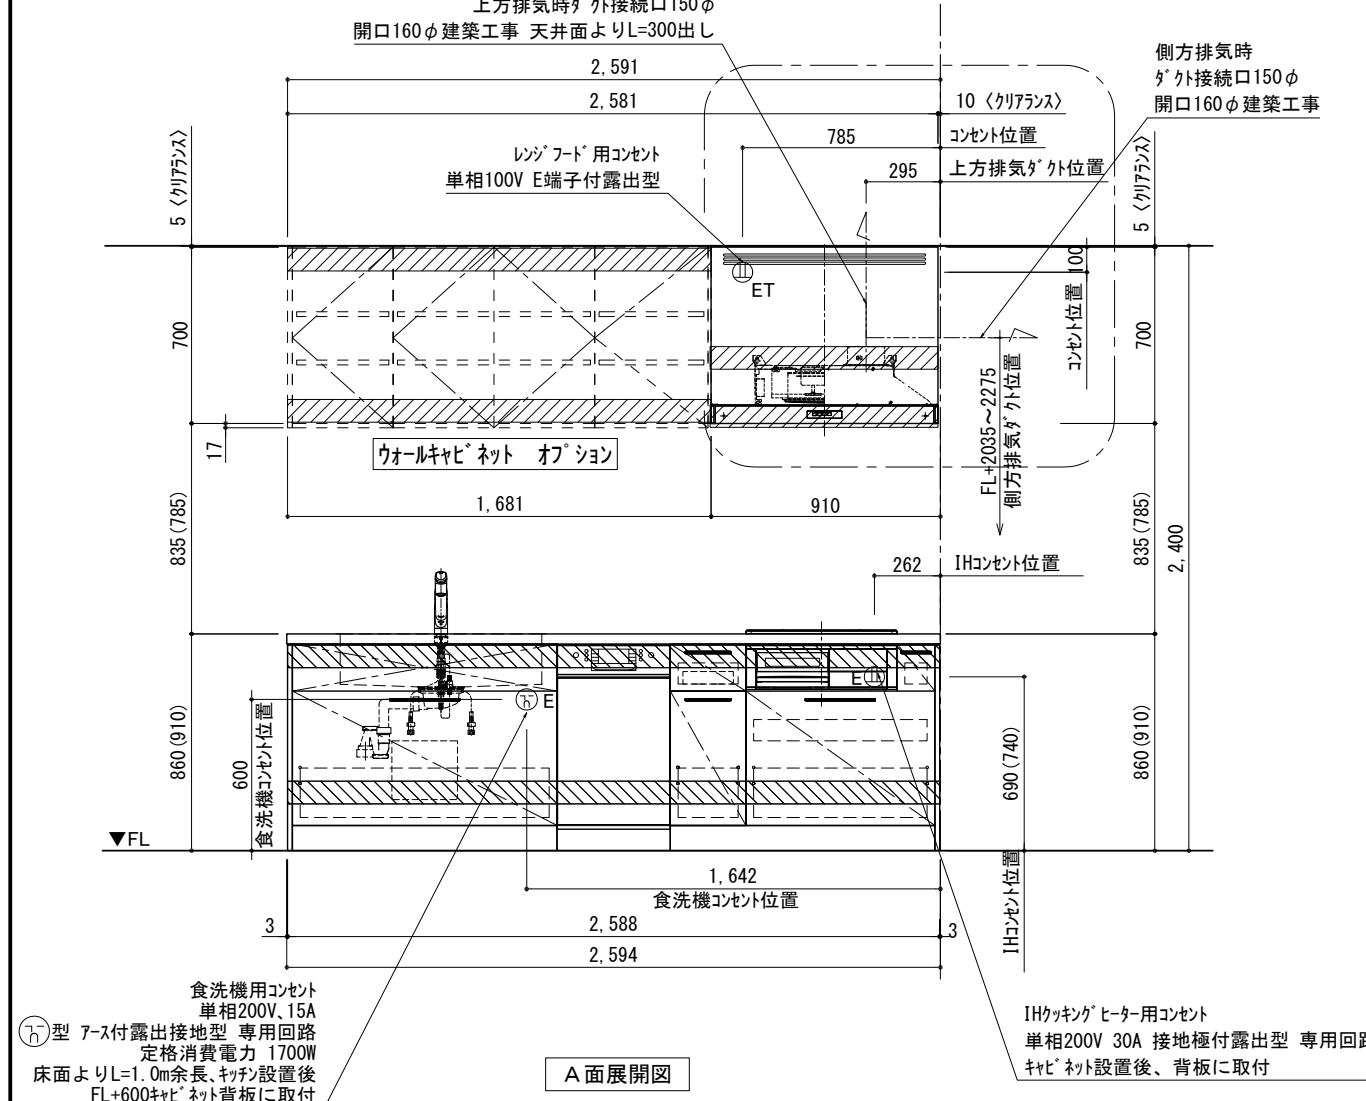 上方排気時ダクト接続口150φ
開口160φ建築工事 天井面よりL=300出し
側方排気時
ダクト接続口150φ
開口160φ建築工事
2,591
2,581
10 〈クリアランス〉
785
コンセント位置
295
上方排気ダクト位置
レンジフード用コンセント
単相100V E端子付露出型
5 〈クリアランス〉
5 〈クリアランス〉
ET
100
コンセント位置
700
700
17
FL+2035~2275
側方排気ダクト位置
ウォールキャビネット オプション
1,681
910
835(785)
835(785)
2,400
262
IHコンセント位置
E
E
860(910)
600
食洗機コンセント位置
690(740)
860(910)
▼FL
IHコンセント位置
1,642
食洗機コンセント位置
3
2,588
3
2,594
食洗機用コンセント
単相200V、15A
型 アース付露出接地型 専用回路
定格消費電力 1700W
床面よりL=1.0m余長、キッチン設置後
FL+600キャビネット背板に取付
A面展開図
IHクッキングヒーター用コンセント
単相200V 30A 接地極付露出型 専用回路
キャビネット設置後、背板に取付